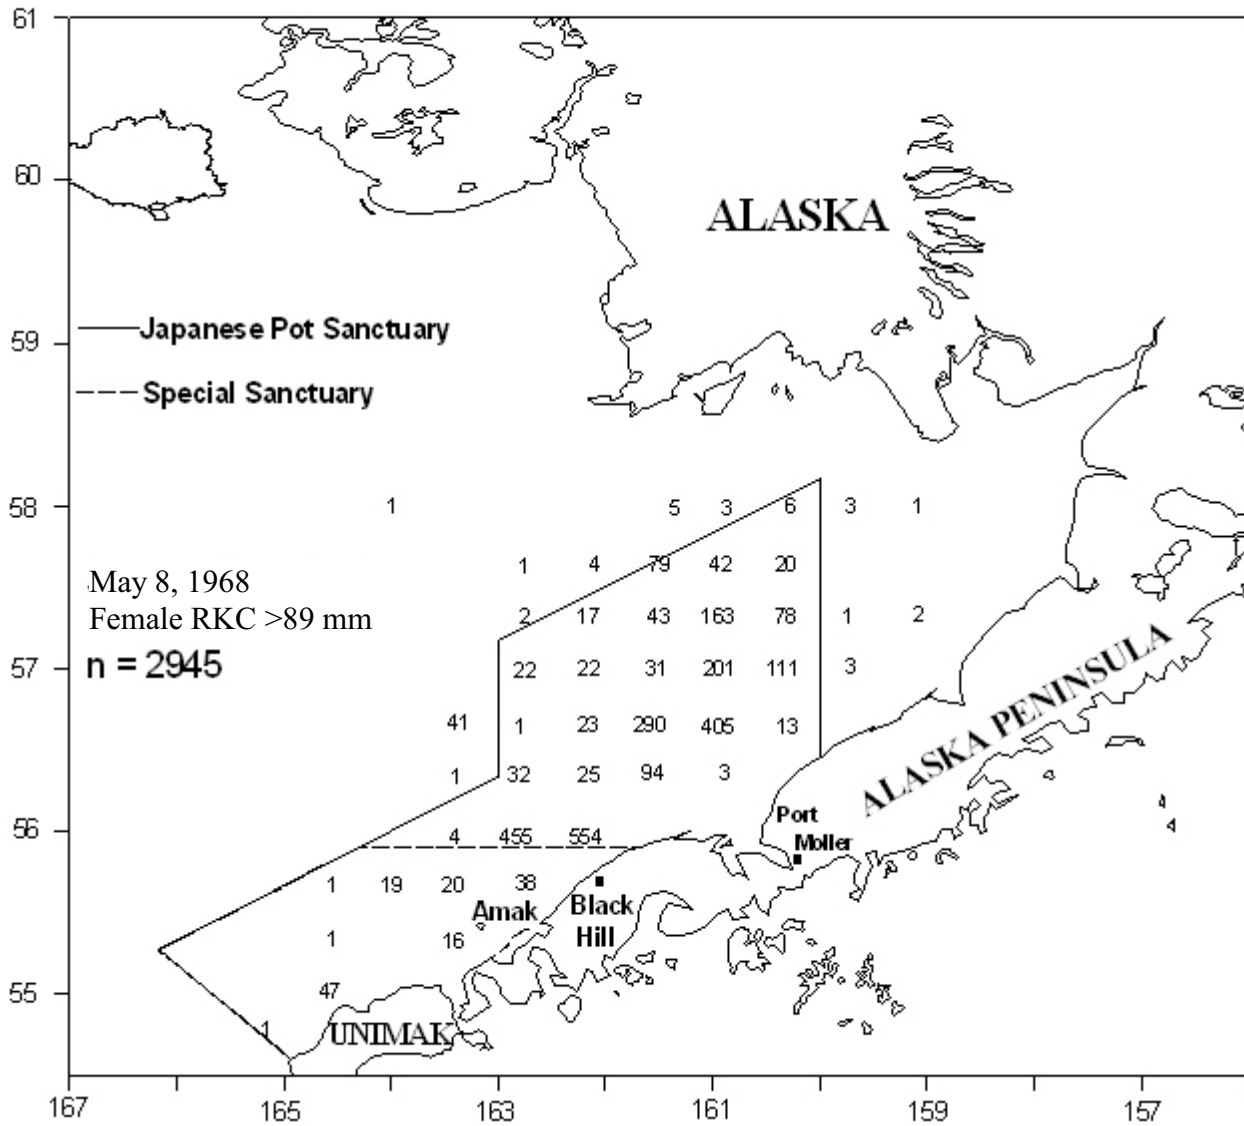 61
60
ALASKA
Japanese Pot Sanctuary
59
Special Sanctuary
58 1 5 3 6 3 1
1 4 79 42 20
May 8, 1968
Female RKC >89 mm
2 17 43 163 78 1 2
n = 2945
57 22 22 31 201 111 3
ALASKA PENINSULA
41 1 23 290 405 13
1 32 25 94 3
Port
Moller
56 4 455 554
1 19 20 38
Amak
Black
Hill
1 16
55 47
1 UNIMAK
167 165 163 161 159 157